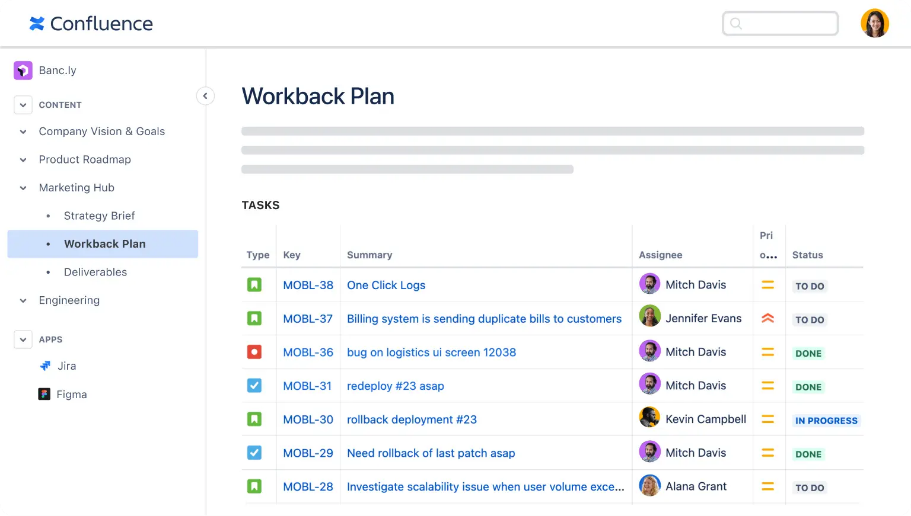 Confluence
Banc.ly
CONTENT
Company Vision & Goals
Product Roadmap
Marketing Hub
• Strategy Brief
• Workback Plan
• Deliverables
Engineering
APPS
Jira
Figma
Workback Plan
TASKS
Type Key Summary Assignee Prio... Status
MOBL-38 One Click Logs Mitch Davis TO DO
MOBL-37 Billing system is sending duplicate bills to customers Jennifer Evans TO DO
MOBL-36 bug on logistics ui screen 12038 Mitch Davis DONE
MOBL-31 redeploy #23 asap Mitch Davis DONE
MOBL-30 rollback deployment #23 Kevin Campbell IN PROGRESS
MOBL-29 Need rollback of last patch asap Mitch Davis DONE
MOBL-28 Investigate scalability issue when user volume exce... Alana Grant TO DO